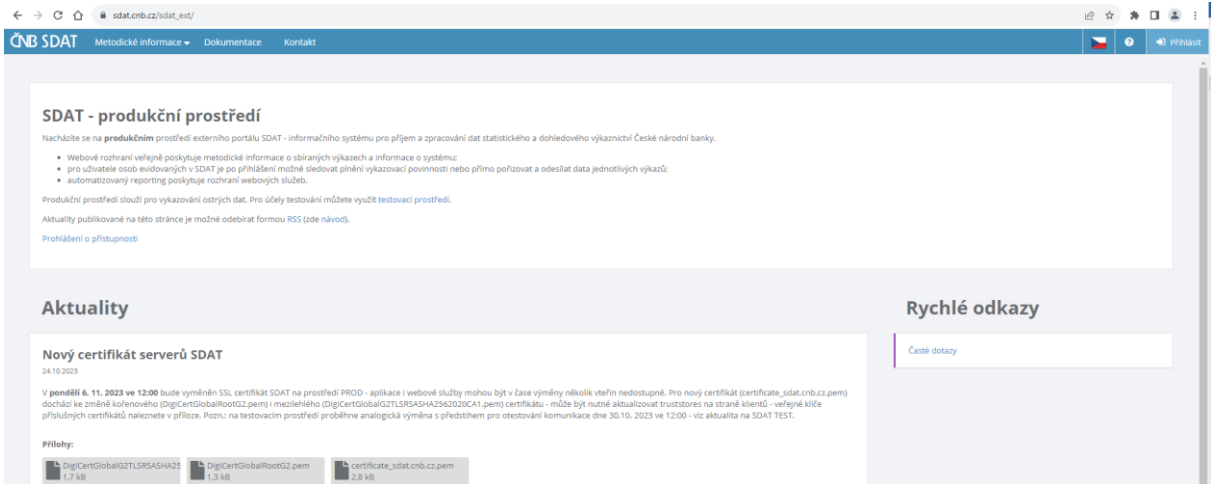 sdat.cnb.cz/sdat_ext/
ČNB SDAT Metodické informace Dokumentace Kontakt Přihlásit
SDAT - produkční prostředí
Nacházíte se na produkčním prostředí externího portálu SDAT - informačního systému pro příjem a zpracování dat statistického a dohledového výkaznictví České národní banky.
Webové rozhraní veřejně poskytuje metodické informace o sbíraných výkazech a informace o systému;
pro uživatele osob evidovaných v SDAT je po přihlášení možné sledovat plnění vykazovací povinnosti nebo přímo pořizovat a odesílat data jednotlivých výkazů;
automatizovaný reporting poskytuje rozhraní webových služeb.
Produkční prostředí slouží pro vykazování ostrých dat. Pro účely testování můžete využít testovací prostředí.
Aktuality publikované na této stránce je možné odebírat formou RSS (zde návod).
Prohlášení o přístupnosti
Aktuality
Nový certifikát serverů SDAT
24.10.2023
V pondělí 6. 11. 2023 ve 12:00 bude vyměněn SSL certifikát SDAT na prostředí PROD - aplikace i webové služby mohou být v čase výměny několik vteřin nedostupné. Pro nový certifikát (certificate_sdat.cnb.cz.pem)
dochází ke změně kořenového (DigiCertGlobalRootG2.pem) i mezilehlého (DigiCertGlobalG2TLSRSASHA2562020CA1.pem) certifikátu - může být nutné aktualizovat truststores na straně klientů - veřejné klíče
příslušných certifikátů naleznete v příloze. Pozn.: na testovacím prostředí proběhne analogická výměna s předstihem pro otestování komunikace dne 30.10. 2023 ve 12:00 - viz aktualita na SDAT TEST.
Přílohy:
DigiCertGlobalG2TLSRSASHA25
1,7 kB
DigiCertGlobalRootG2.pem
1,3 kB
certificate_sdat.cnb.cz.pem
2,8 kB
Rychlé odkazy
Časté dotazy